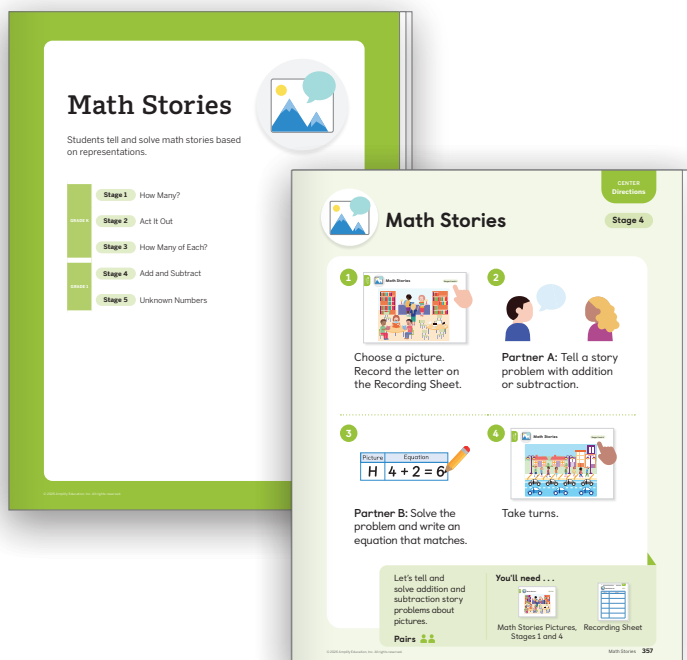 Math Stories
Students tell and solve math stories based
on representations.
GRADE K
Stage 1 How Many?
Stage 2 Act It Out
Stage 3 How Many of Each?
GRADE 1
Stage 4 Add and Subtract
Stage 5 Unknown Numbers
CENTER
Directions
Math Stories
Stage 4
1
Math Stories
Choose a picture.
Record the letter on
the Recording Sheet.
2
Partner A: Tell a story
problem with addition
or subtraction.
3
Picture Equation
H 4 + 2 = 6
Partner B: Solve the
problem and write an
equation that matches.
4
Math Stories
Take turns.
Let's tell and
solve addition and
subtraction story
problems about
pictures.
Pairs
You'll need . . .
Math Stories Pictures,
Stages 1 and 4
Recording Sheet
Math Stories 357